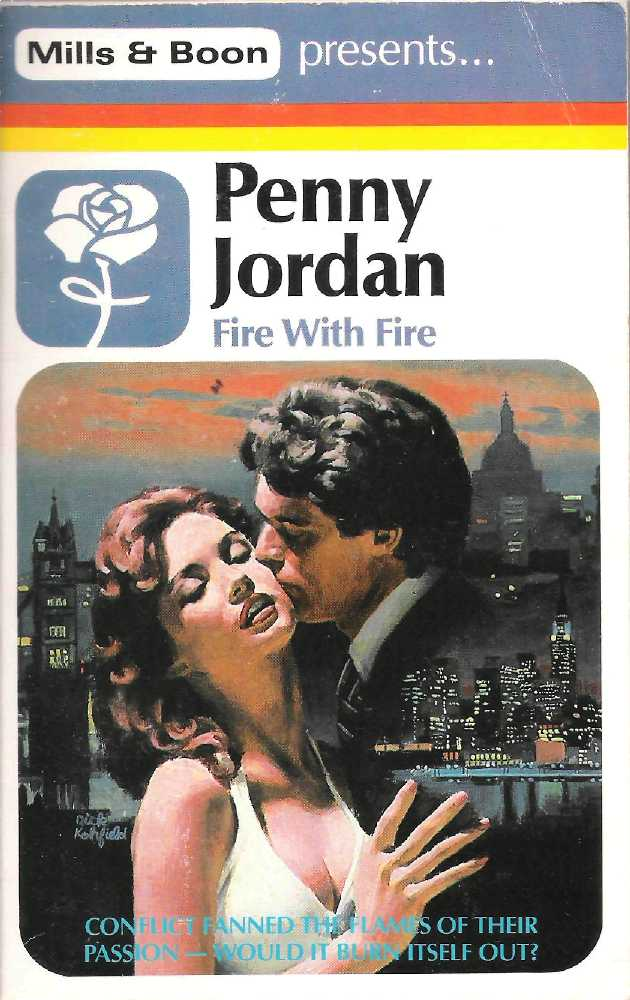 Mills & Boon presents...
Penny
Jordan
Fire With Fire
CONFLICT FANNED THE FLAMES OF THEIR
PASSION — WOULD IT BURN ITSELF OUT?